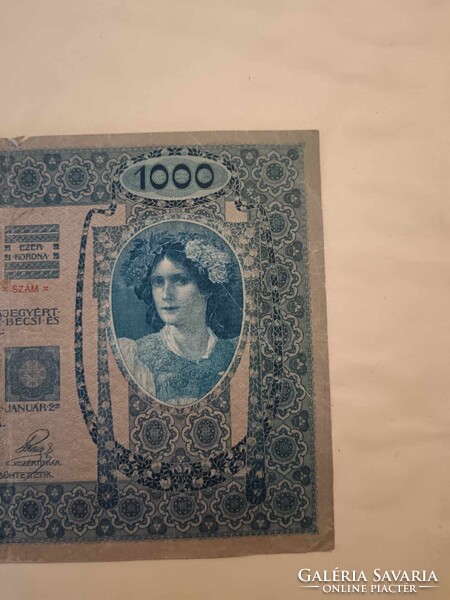 1000
EZER
KORONA
SZÁM
JEGYÉRT
BÉCSI ÉS
JANUÁR 2
GALÉRIA SAVARIA
ONLINE PIACTÉR